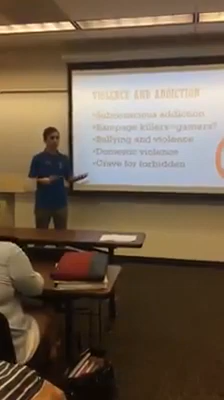 VIOLENCE AND ADDICTION
•Subconscious addiction
•Rampage killers=gamers?
•Bullying and violence
•Domestic violence
•Crave for forbidden